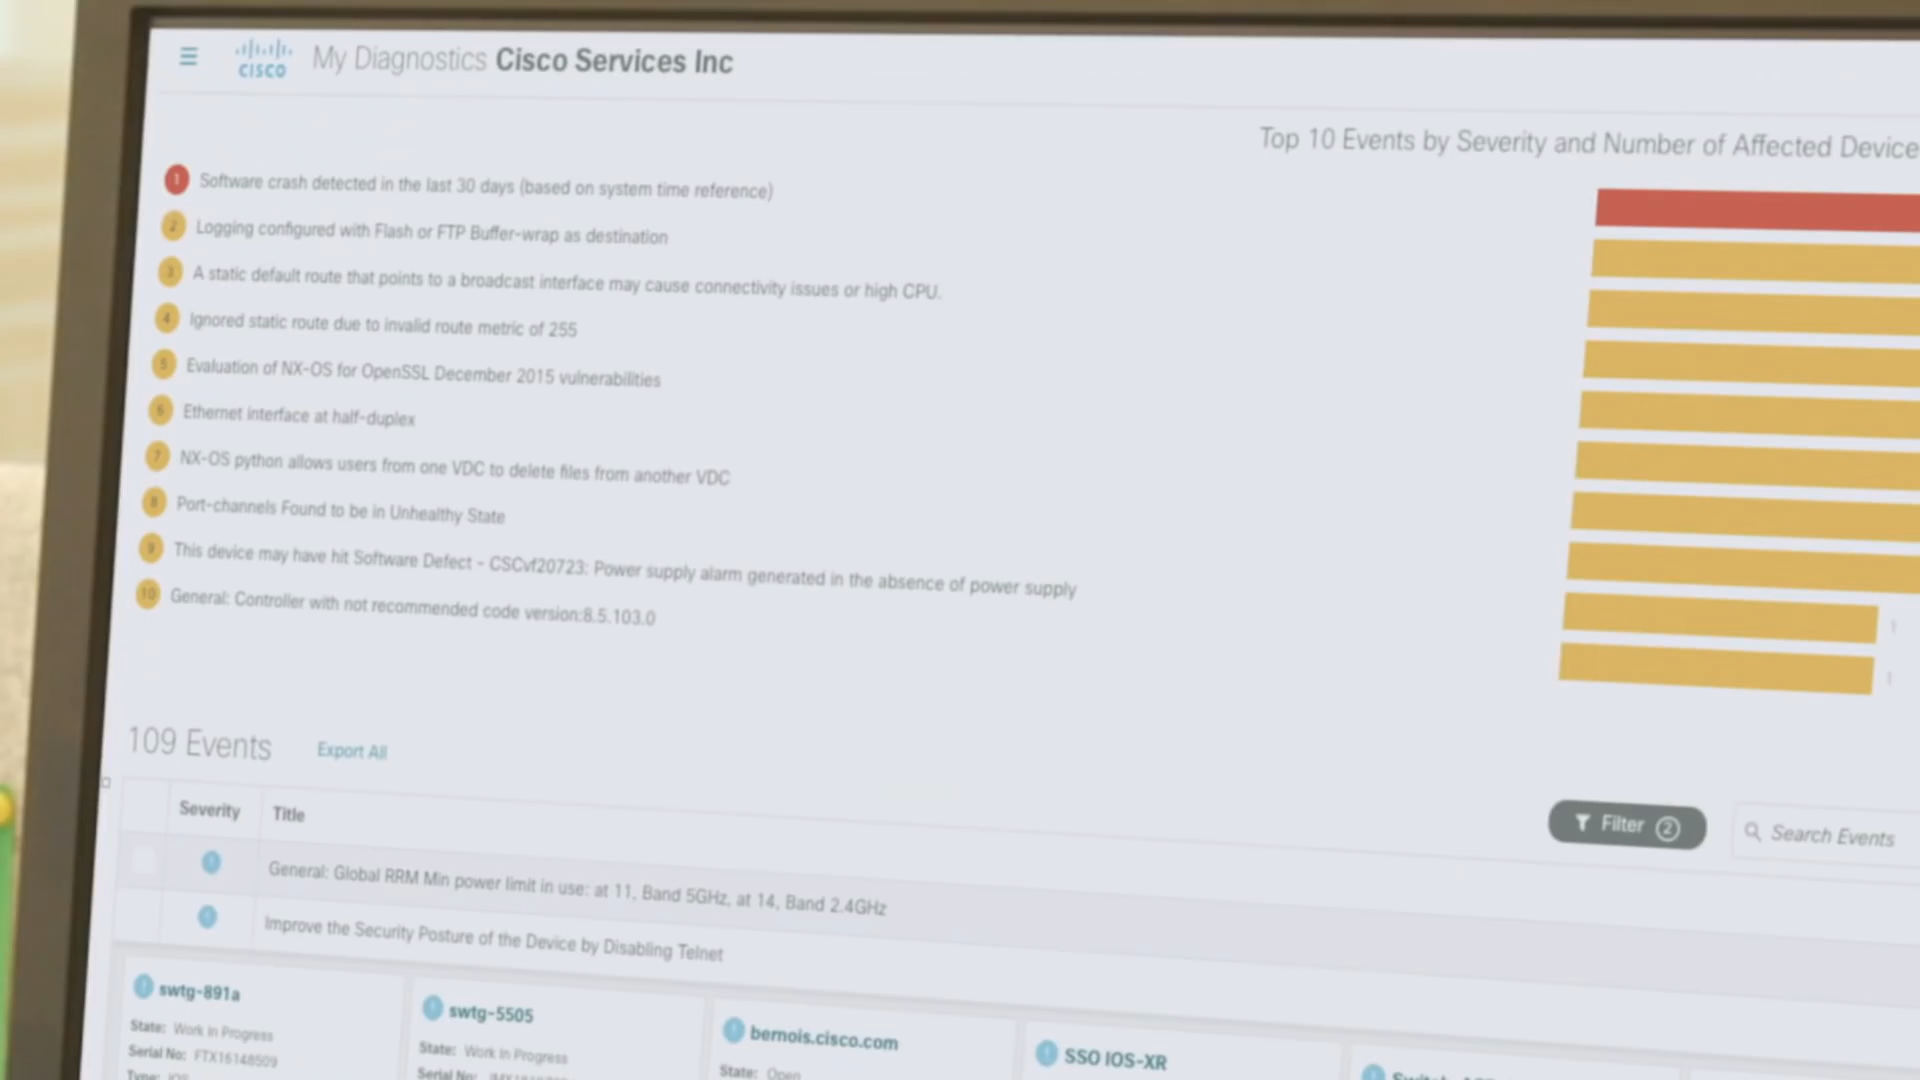 CISCO
My Diagnostics Cisco Services Inc
Top 10 Events by Severity and Number of Affected Device
1 Software crash detected in the last 30 days (based on system time reference)
2 Logging configured with Flash or FTP Buffer-wrap as destination
3 A static default route that points to a broadcast interface may cause connectivity issues or high CPU.
4 Ignored static route due to invalid route metric of 255
5 Evaluation of NX-OS for OpenSSL December 2015 vulnerabilities
6 Ethernet interface at half-duplex
7 NX-OS python allows users from one VDC to delete files from another VDC
8 Port-channels Found to be in Unhealthy State
9 This device may have hit Software Defect - CSCvf20723: Power supply alarm generated in the absence of power supply
10 General: Controller with not recommended code version:8.5.103.0
109 Events Export All
Filter 2 Search Events
Severity Title
General: Global RRM Min power limit in use: at 11, Band 5GHz, at 14, Band 2.4GHz
Improve the Security Posture of the Device by Disabling Telnet
swtg-891a
State: Work In Progress
Serial No: FTX16148509
Type: IOS
swtg-5505
State: Work In Progress
Serial No:
bernois.cisco.com
State: Open
SSO IOS-XR